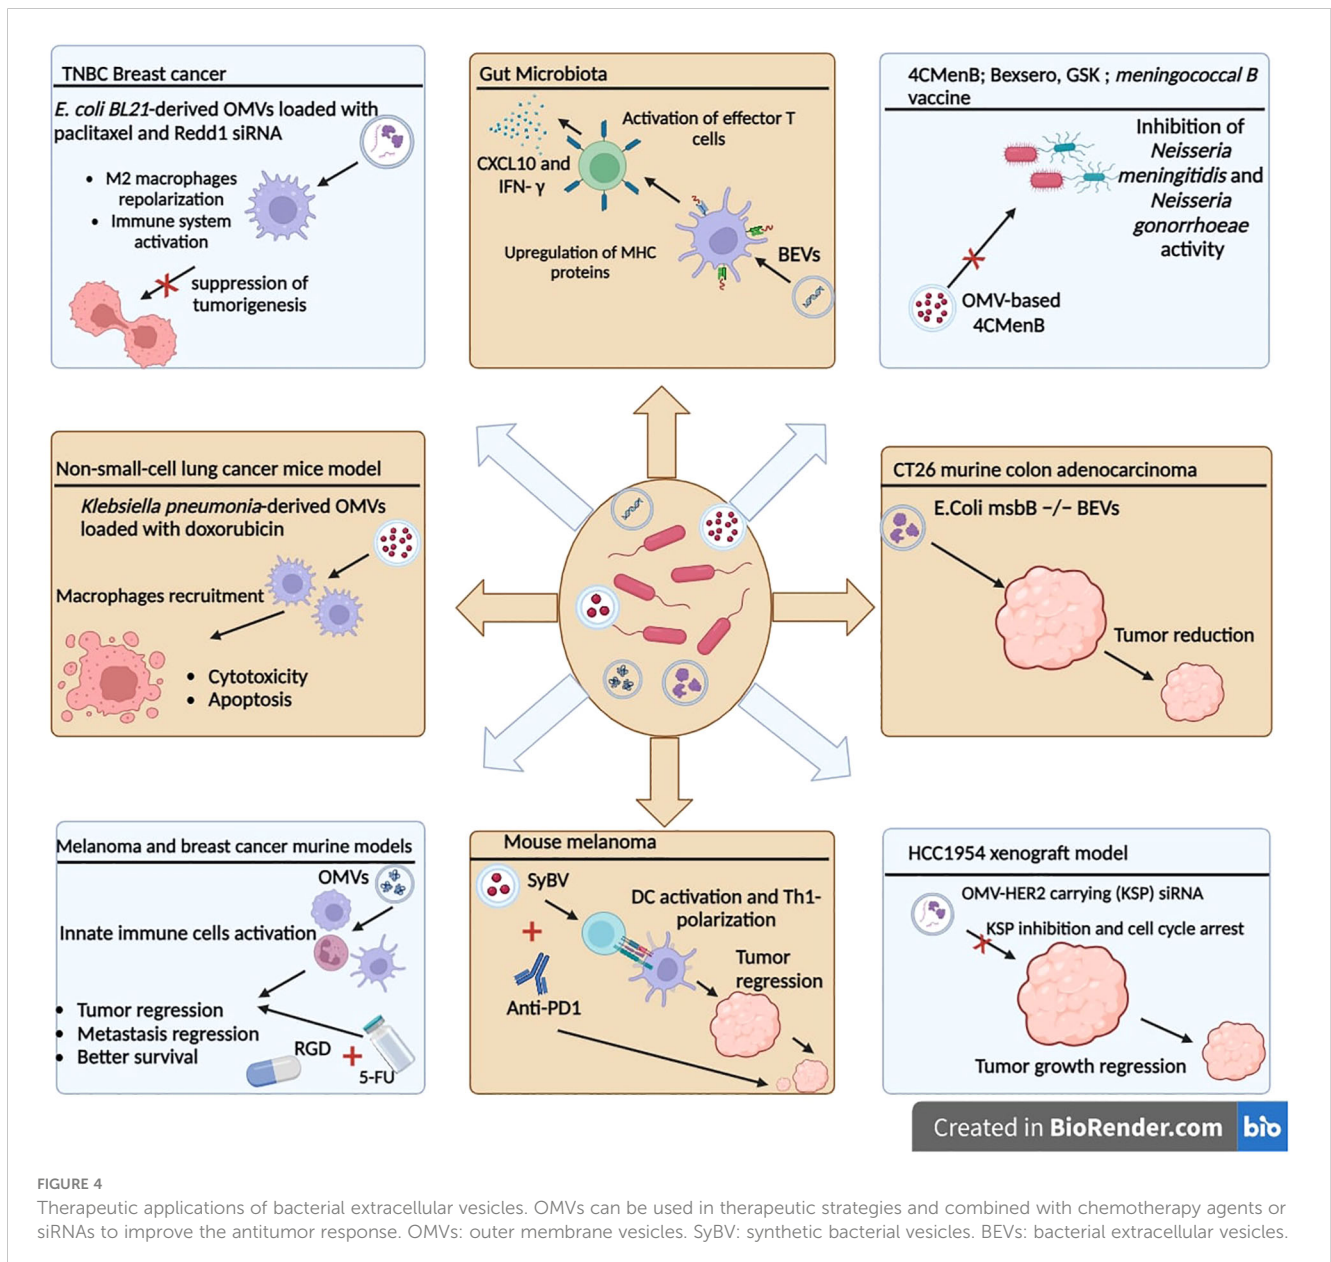 TNBC Breast cancer
E. coli BL21-derived OMVs loaded with
paclitaxel and Redd1 siRNA
• M2 macrophages
repolarization
• Immune system
activation
suppression of
tumorigenesis
Gut Microbiota
Activation of effector T
cells
CXCL10 and
IFN- γ
Upregulation of MHC
proteins
BEVs
4CMenB; Bexsero, GSK ; meningococcal B
vaccine
Inhibition of
Neisseria
meningitidis and
Neisseria
gonorrhoeae
activity
OMV-based
4CMenB
Non-small-cell lung cancer mice model
Klebsiella pneumonia-derived OMVs
loaded with doxorubicin
Macrophages recruitment
• Cytotoxicity
• Apoptosis
CT26 murine colon adenocarcinoma
E.Coli msbB −/− BEVs
Tumor reduction
Melanoma and breast cancer murine models
OMVs
Innate immune cells activation
• Tumor regression
• Metastasis regression
• Better survival
RGD
5-FU
Mouse melanoma
SyBV
DC activation and Th1-
polarization
Tumor
regression
Anti-PD1
HCC1954 xenograft model
OMV-HER2 carrying (KSP) siRNA
KSP inhibition and cell cycle arrest
Tumor growth regression
Created in BioRender.com bio
FIGURE 4
Therapeutic applications of bacterial extracellular vesicles. OMVs can be used in therapeutic strategies and combined with chemotherapy agents or
siRNAs to improve the antitumor response. OMVs: outer membrane vesicles. SyBV: synthetic bacterial vesicles. BEVs: bacterial extracellular vesicles.